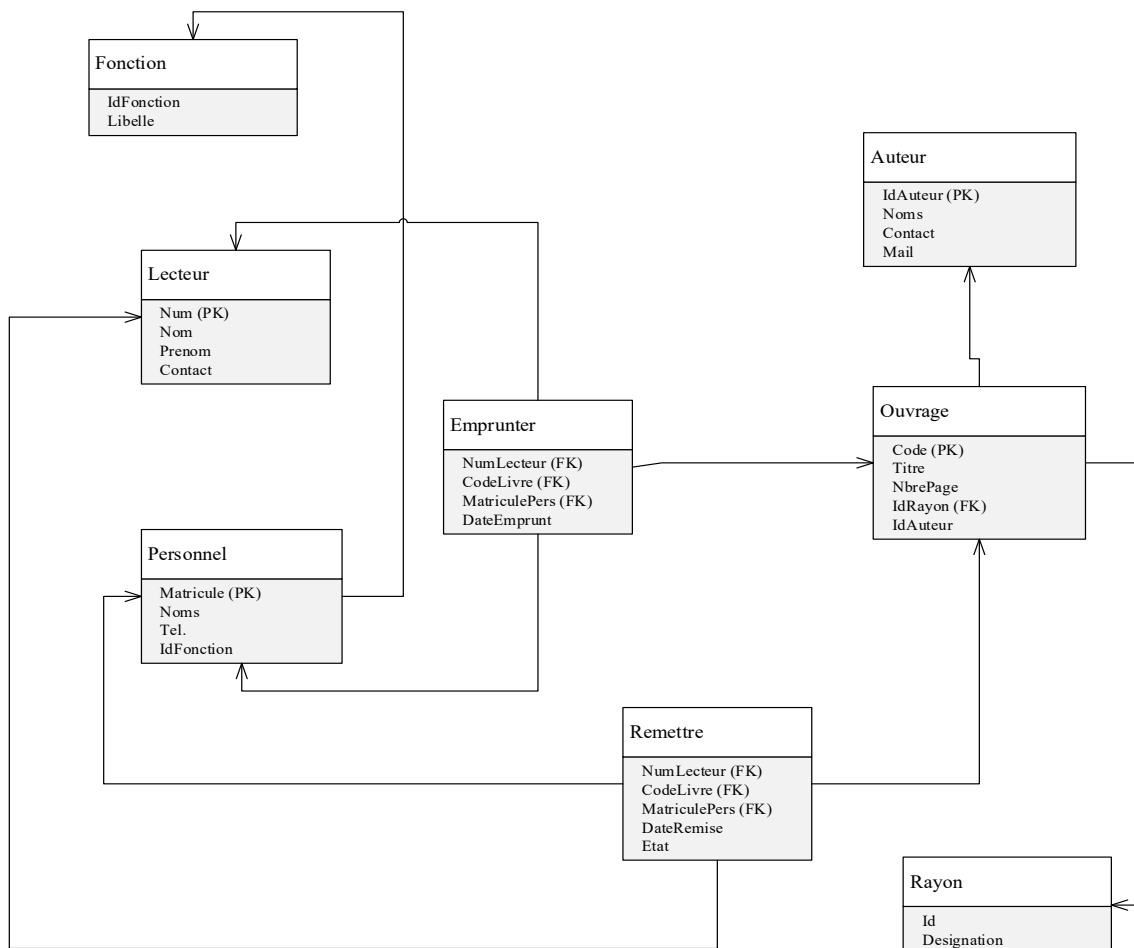 Fonction
IdFonction
Libelle
Auteur
IdAuteur (PK)
Noms
Contact
Mail
Lecteur
Num (PK)
Nom
Prenom
Contact
Emprunter
NumLecteur (FK)
CodeLivre (FK)
MatriculePers (FK)
DateEmprunt
Ouvrage
Code (PK)
Titre
NbrePage
IdRayon (FK)
IdAuteur
Personnel
Matricule (PK)
Noms
Tel.
IdFonction
Remettre
NumLecteur (FK)
CodeLivre (FK)
MatriculePers (FK)
DateRemise
Etat
Rayon
Id
Designation